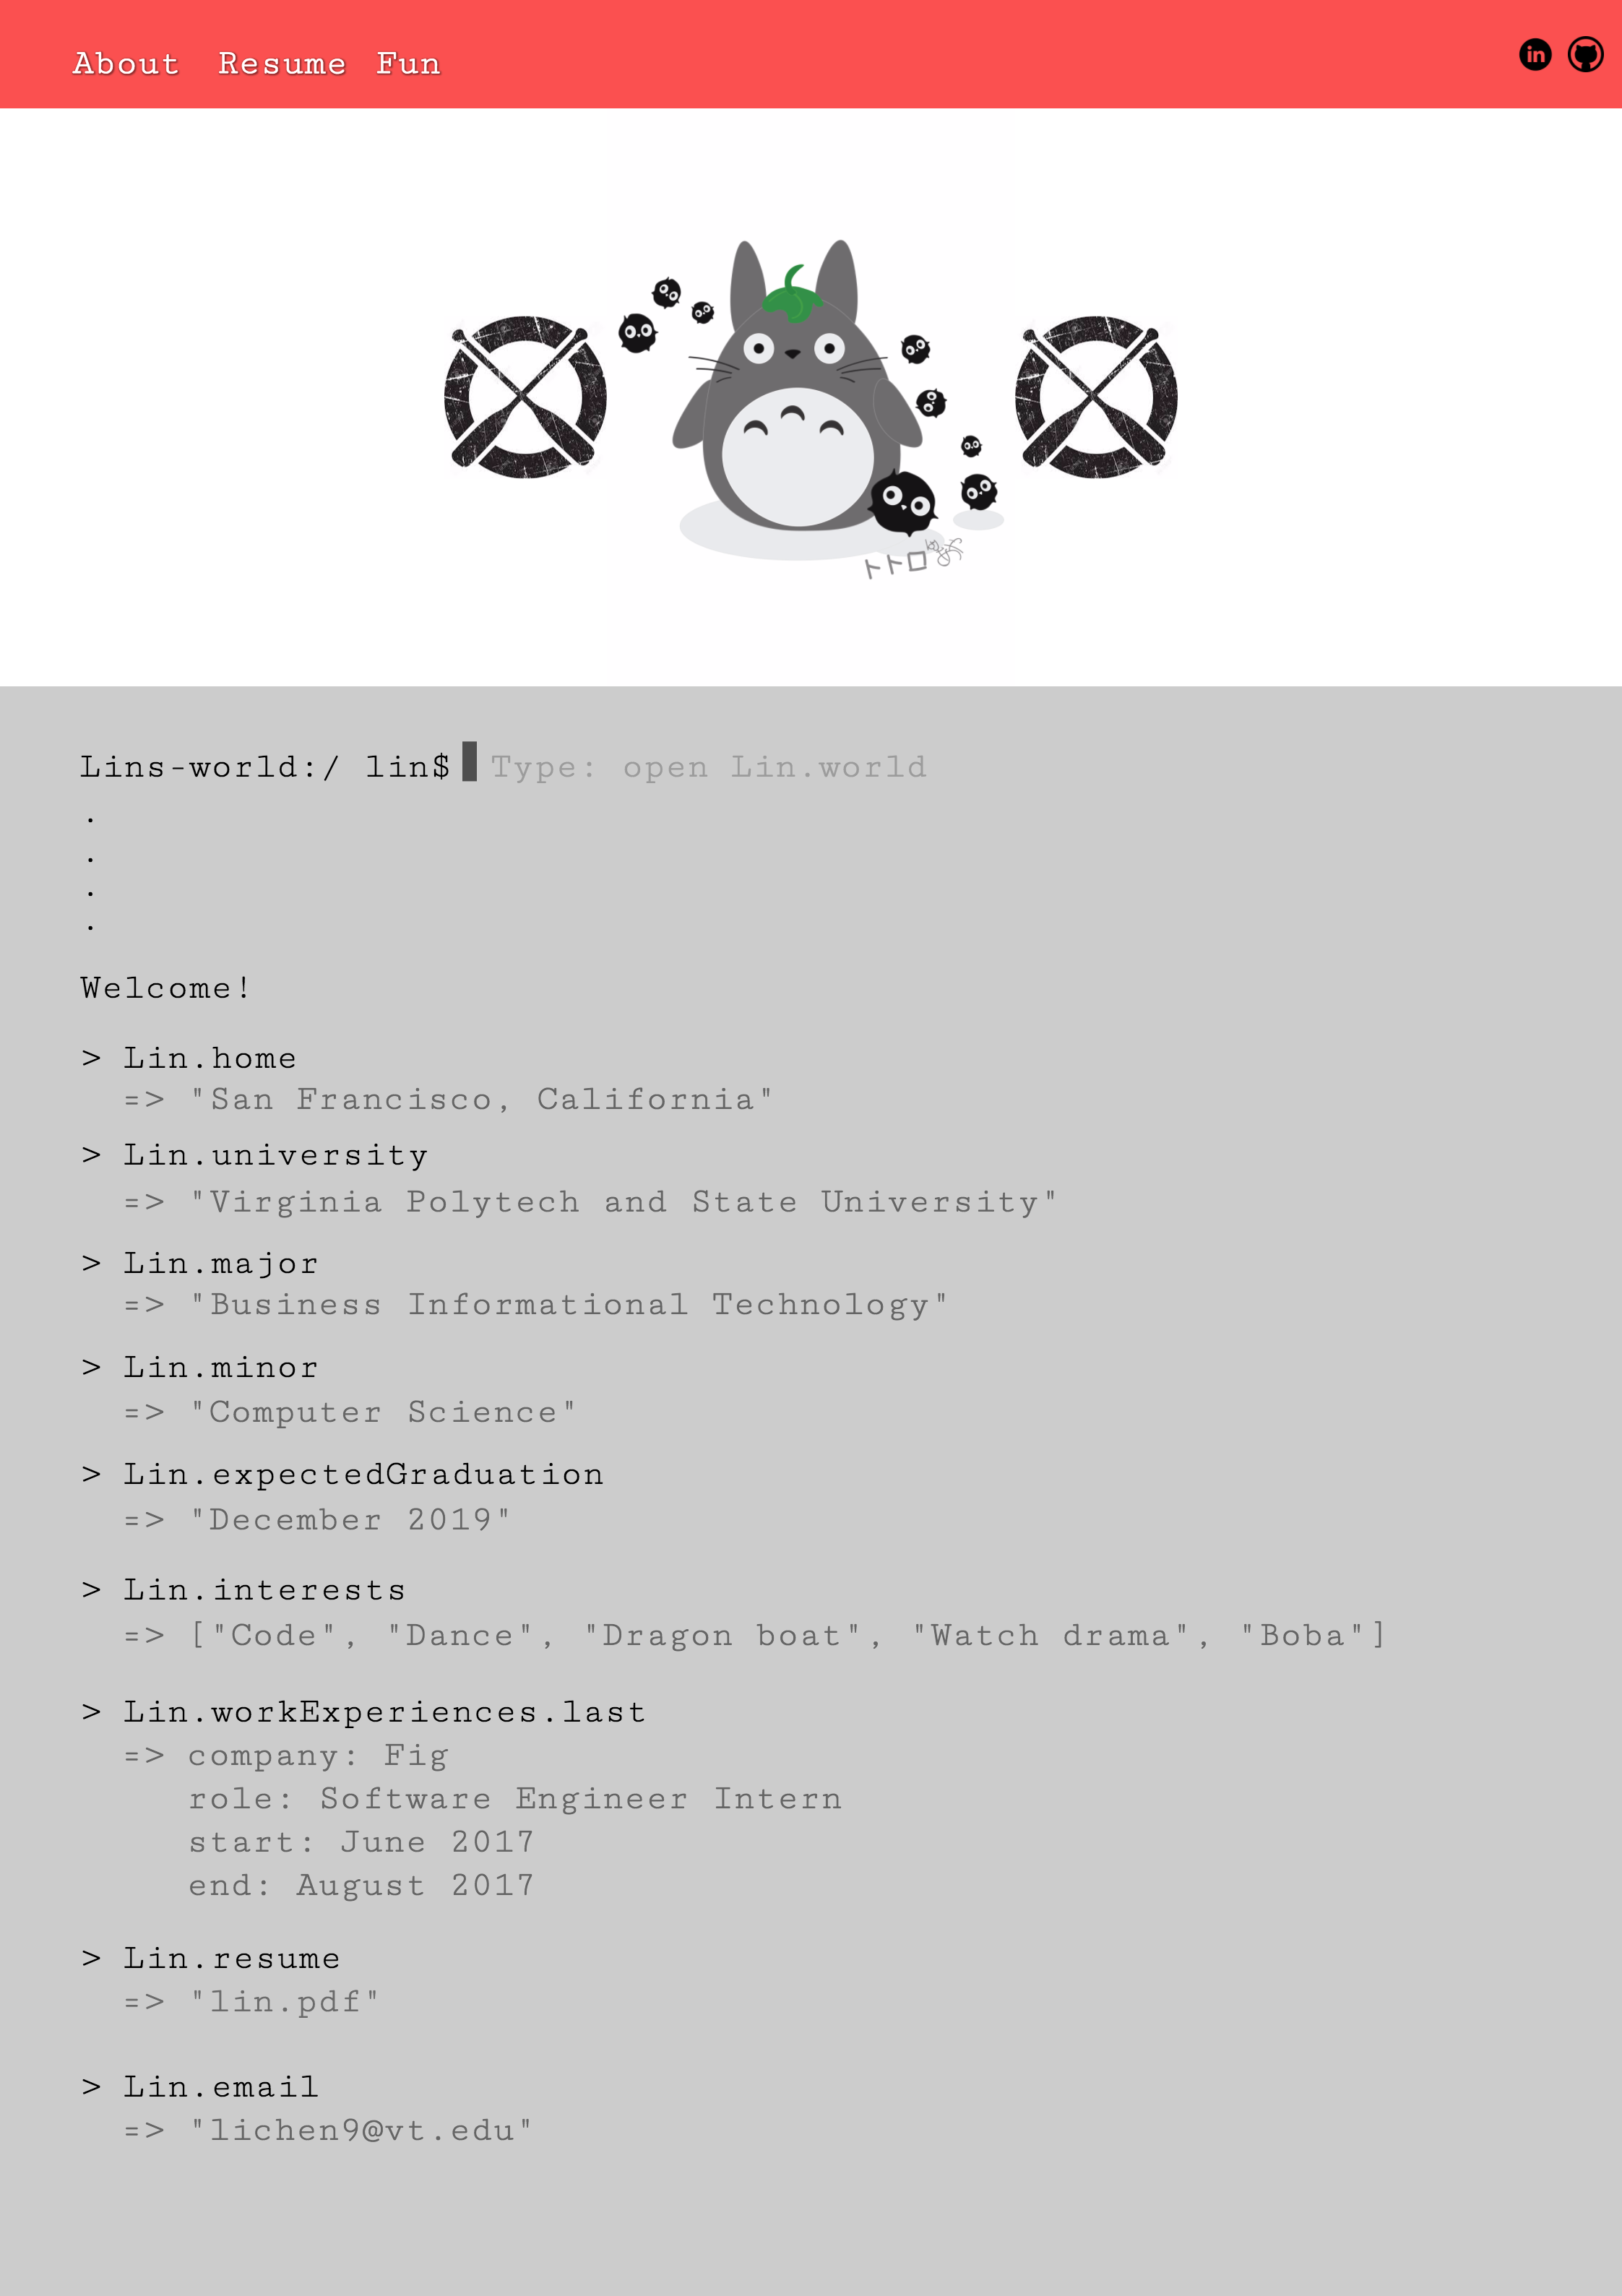 About Resume Fun
in
トトロ
Lins-world:/ lin$ Type: open Lin.world
.
.
.
.
Welcome!
> Lin.home
=> "San Francisco, California"
> Lin.university
=> "Virginia Polytech and State University"
> Lin.major
=> "Business Informational Technology"
> Lin.minor
=> "Computer Science"
> Lin.expectedGraduation
=> "December 2019"
> Lin.interests
=> ["Code", "Dance", "Dragon boat", "Watch drama", "Boba"]
> Lin.workExperiences.last
=> company: Fig
role: Software Engineer Intern
start: June 2017
end: August 2017
> Lin.resume
=> "lin.pdf"
> Lin.email
=> "lichen9@vt.edu"